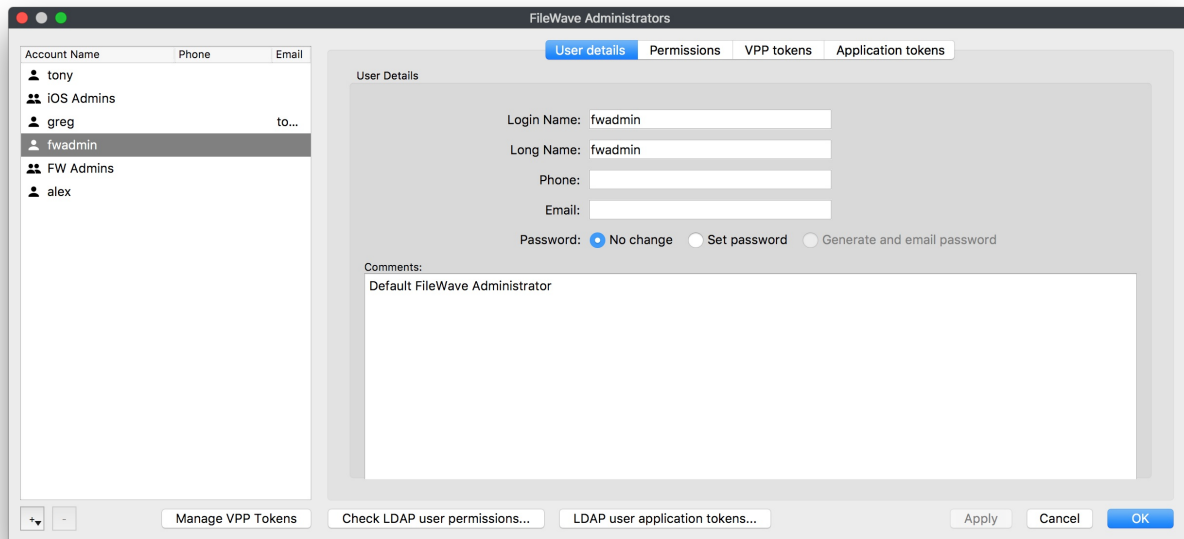 FileWave Administrators
Account Name Phone Email
tony
iOS Admins
greg to...
fwadmin
FW Admins
alex
User details Permissions VPP tokens Application tokens
User Details
Login Name: fwadmin
Long Name: fwadmin
Phone:
Email:
Password: No change Set password Generate and email password
Comments:
Default FileWave Administrator
+ - Manage VPP Tokens Check LDAP user permissions... LDAP user application tokens... Apply Cancel OK